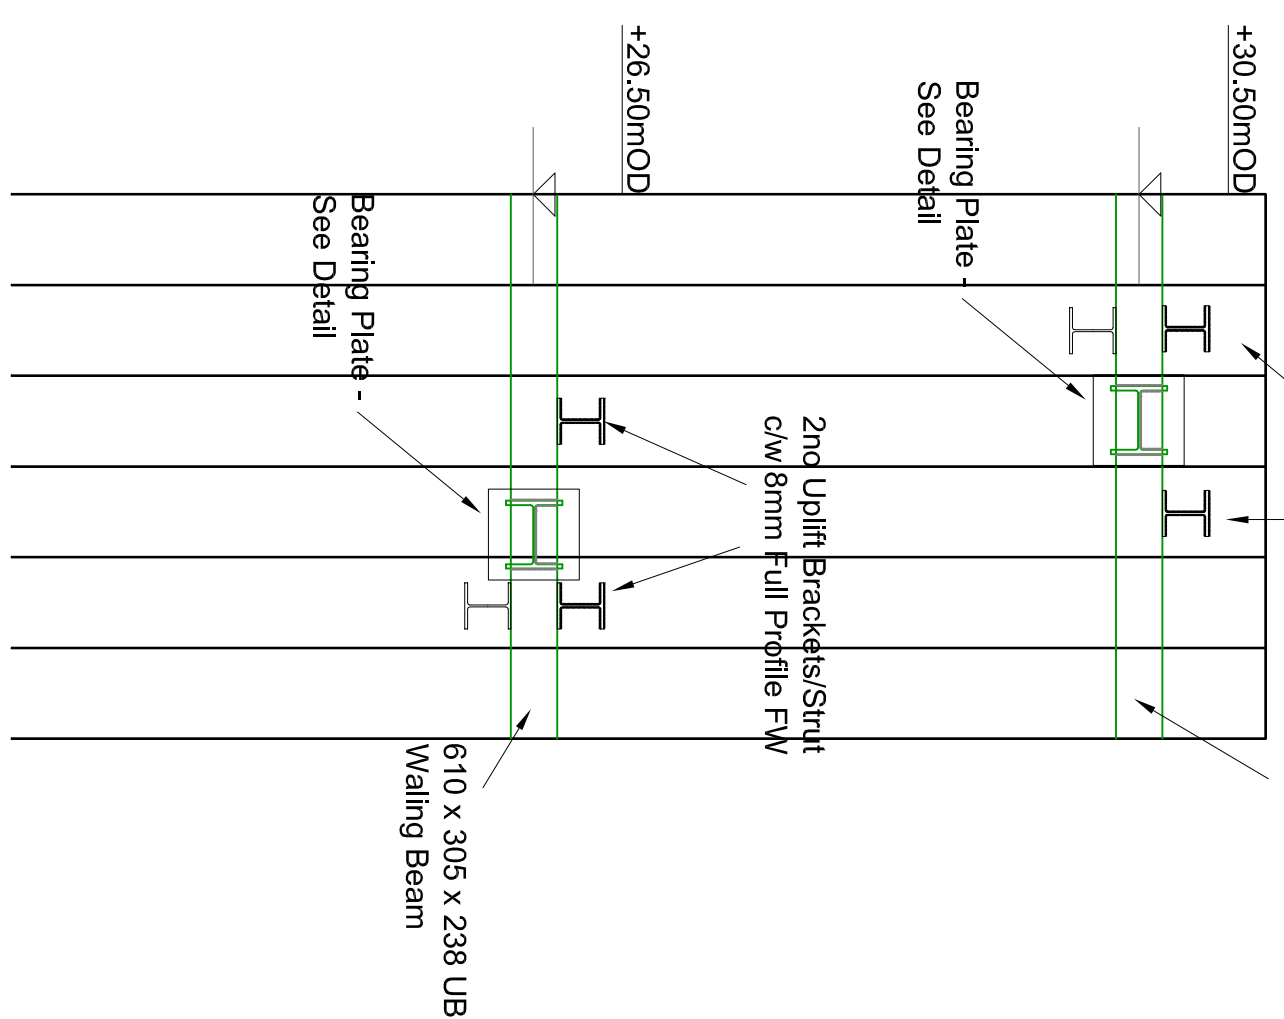 +30.50mOD
Bearing Plate -
See Detail
+26.50mOD
2no Uplift Brackets/Strut
c/w 8mm Full Profile FW
Bearing Plate -
See Detail
610 x 305 x 238 UB
Waling Beam